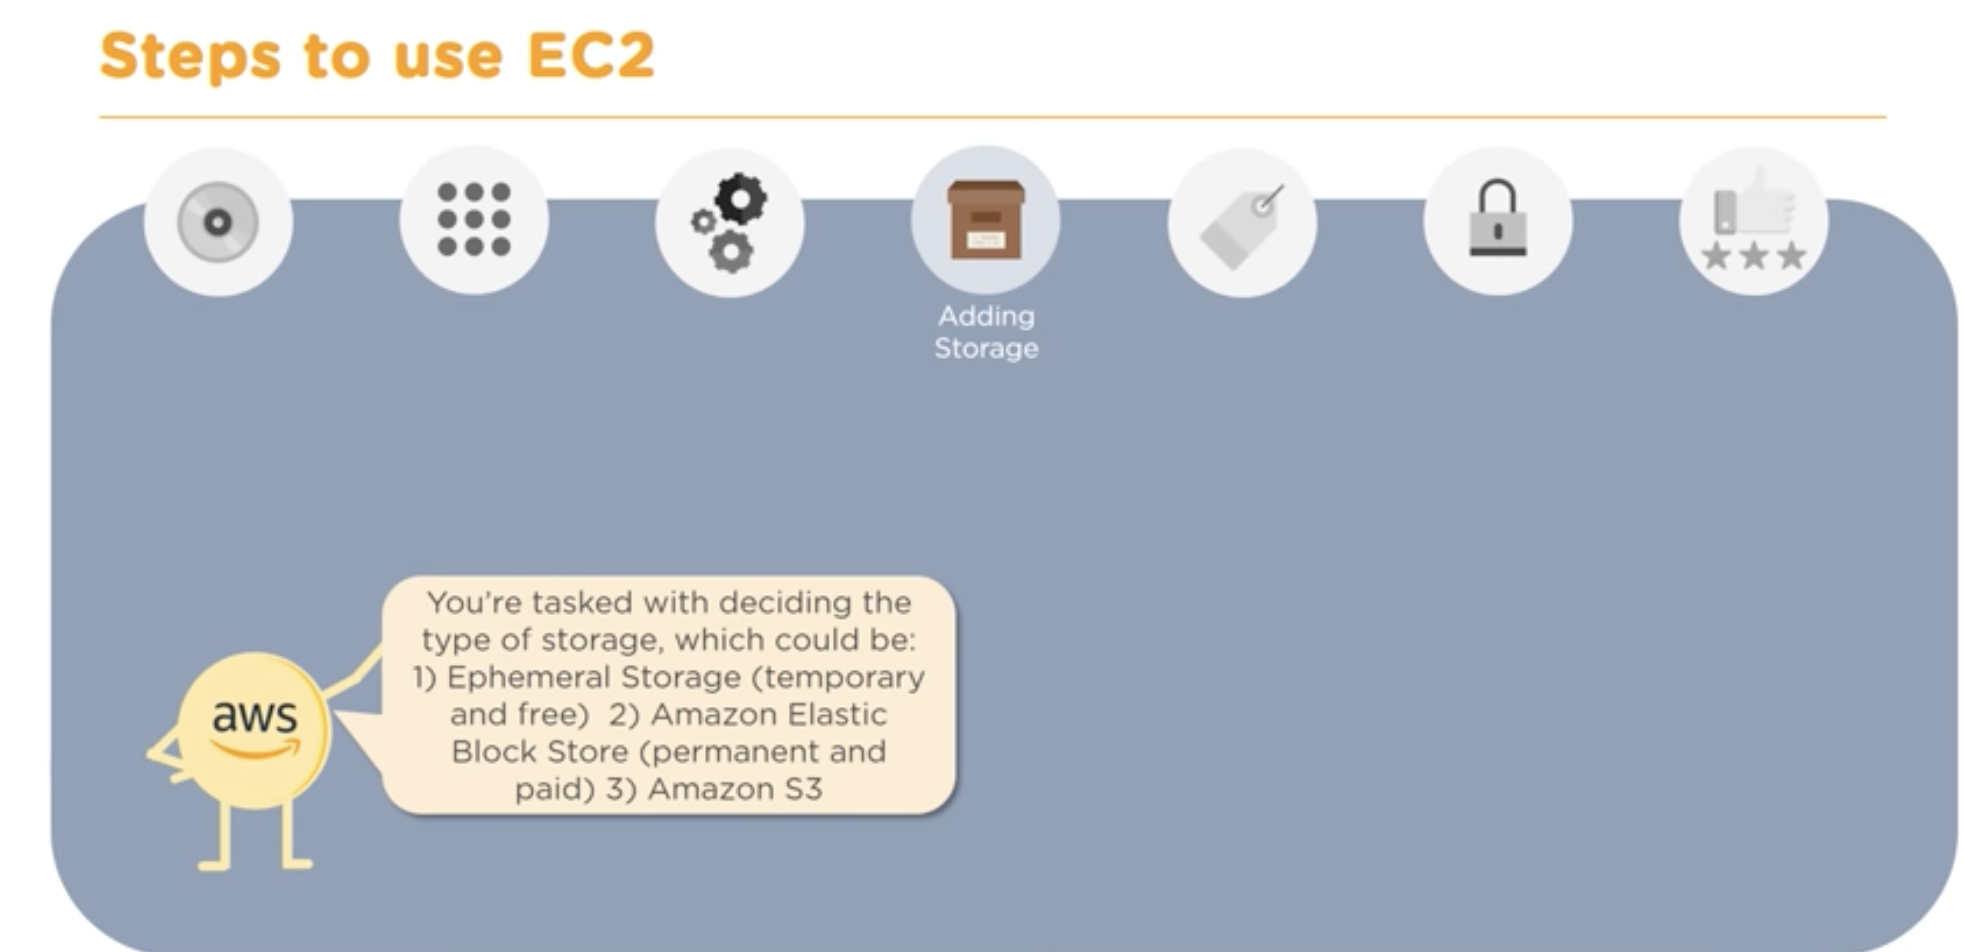 Steps to use EC2
Adding
Storage
You're tasked with deciding the
type of storage, which could be:
1) Ephemeral Storage (temporary
and free) 2) Amazon Elastic
Block Store (permanent and
paid) 3) Amazon S3
aws